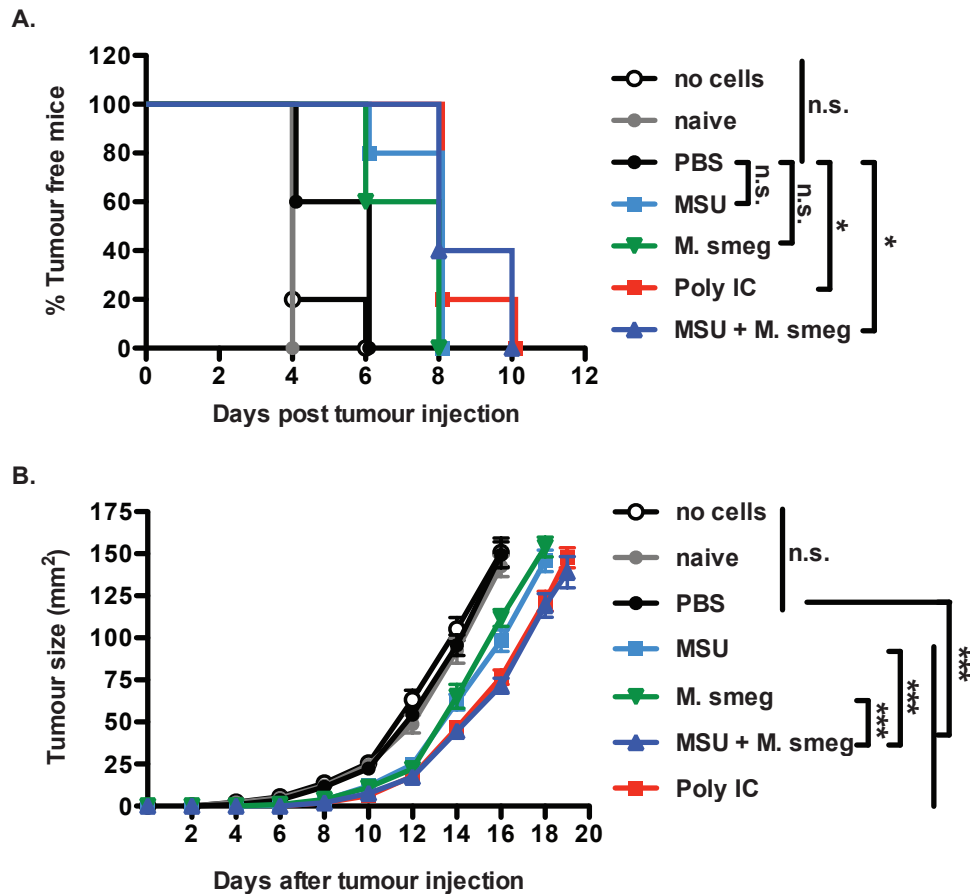 A.
% Tumour free mice
120
100
80
60
40
20
0
0 2 4 6 8 10 12
Days post tumour injection
no cells
naive
PBS
MSU
M. smeg
Poly IC
MSU + M. smeg
n.s.
n.s.
n.s.
*
*
B.
Tumour size (mm²)
175
150
125
100
75
50
25
0
2 4 6 8 10 12 14 16 18 20
Days after tumour injection
no cells
naive
PBS
MSU
M. smeg
MSU + M. smeg
Poly IC
n.s.
***
***
***